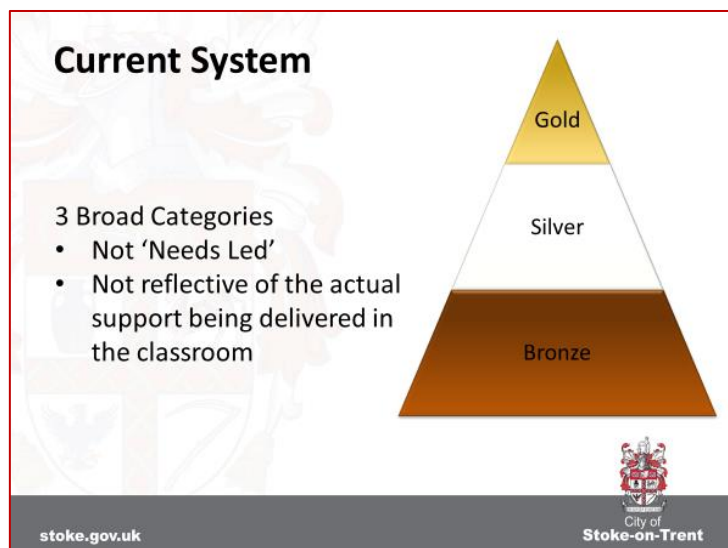 Current System
3 Broad Categories
• Not ‘Needs Led’
• Not reflective of the actual
support being delivered in
the classroom
Gold
Silver
Bronze
stoke.gov.uk
City of
Stoke-on-Trent